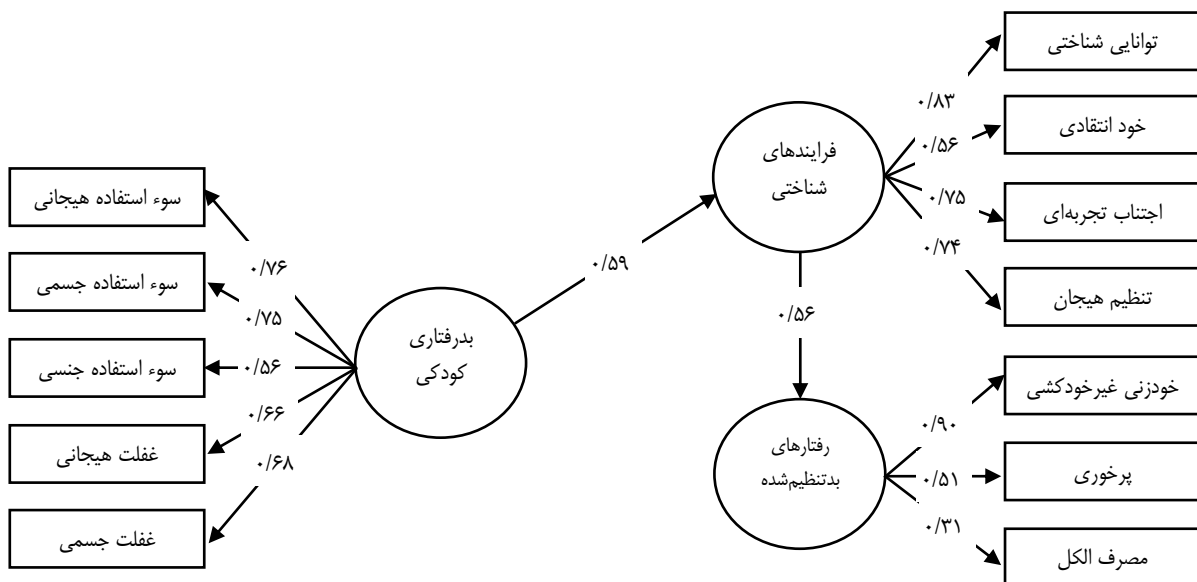 توانایی شناختی
۰/۸۳
خود انتقادی
۰/۵۶
فرایندهای
شناختی
اجتناب تجربه‌ای
۰/۷۵
تنظیم هیجان
۰/۷۴
سوء استفاده هیجانی
۰/۷۶
سوء استفاده جسمی
۰/۷۵
سوء استفاده جنسی
۰/۵۶
غفلت هیجانی
۰/۶۶
غفلت جسمی
۰/۶۸
بدرفتاری
کودکی
۰/۵۹
۰/۵۶
رفتارهای
بدتنظیم‌شده
خودزنی غیرخودکشی
۰/۹۰
پرخوری
۰/۵۱
مصرف الکل
۰/۳۱